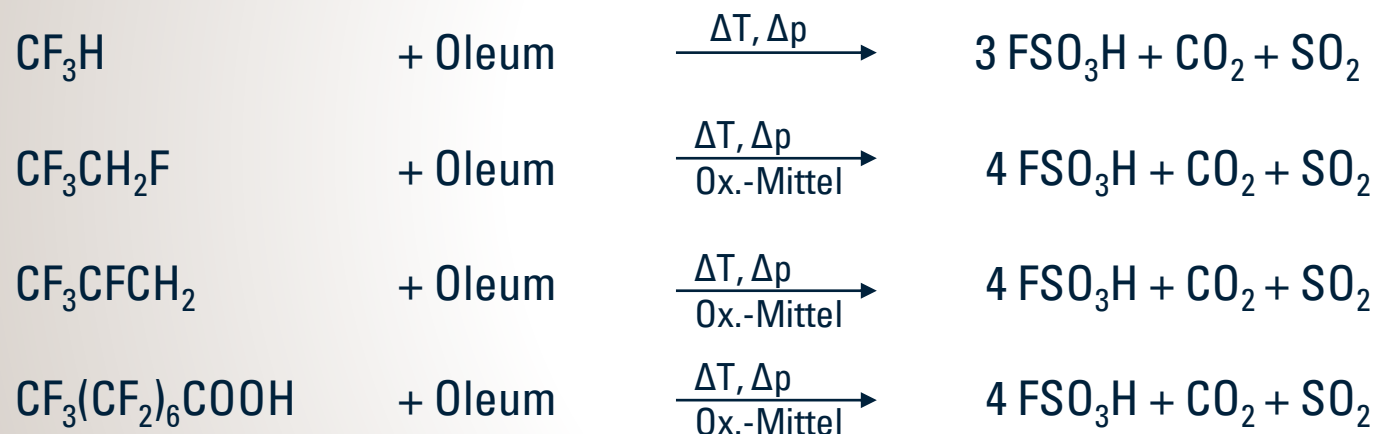 CF₃H + Oleum ΔT, Δp 3 FSO₃H + CO₂ + SO₂
CF₃CH₂F + Oleum ΔT, Δp Ox.-Mittel 4 FSO₃H + CO₂ + SO₂
CF₃CFCH₂ + Oleum ΔT, Δp Ox.-Mittel 4 FSO₃H + CO₂ + SO₂
CF₃(CF₂)₆COOH + Oleum ΔT, Δp Ox.-Mittel 4 FSO₃H + CO₂ + SO₂